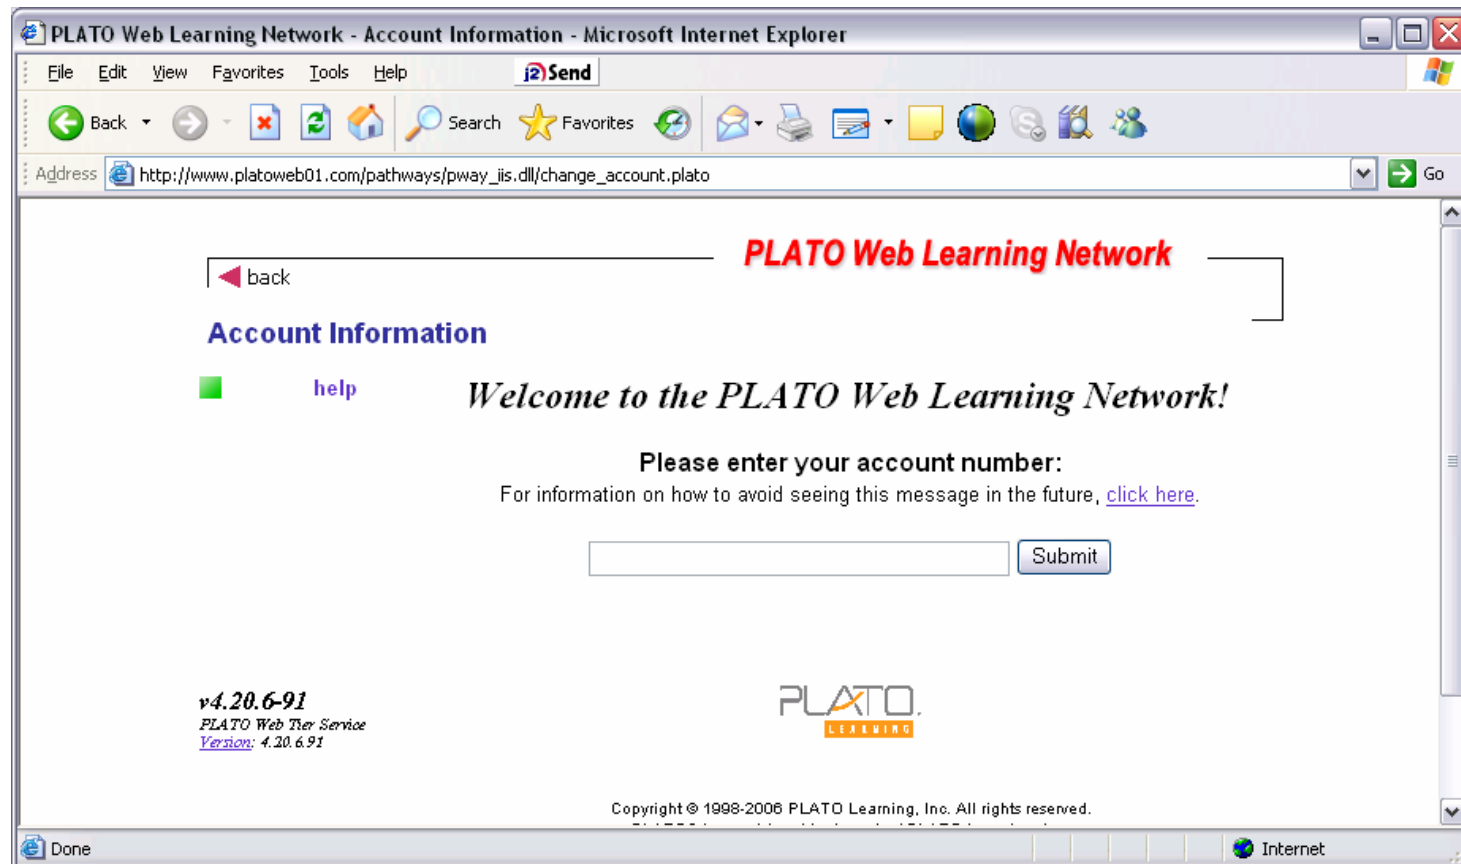 PLATO Web Learning Network - Account Information - Microsoft Internet Explorer
File Edit View Favorites Tools Help j2 Send
Back Search Favorites
Address http://www.platoweb01.com/pathways/pway_iis.dll/change_account.plato Go
PLATO Web Learning Network
back
Account Information
help
Welcome to the PLATO Web Learning Network!
Please enter your account number:
For information on how to avoid seeing this message in the future, click here.
Submit
v4.20.6-91
PLATO Web Tier Service
Version: 4.20.6.91
PLATO.
LEARNING
Copyright © 1998-2006 PLATO Learning, Inc. All rights reserved.
Done Internet